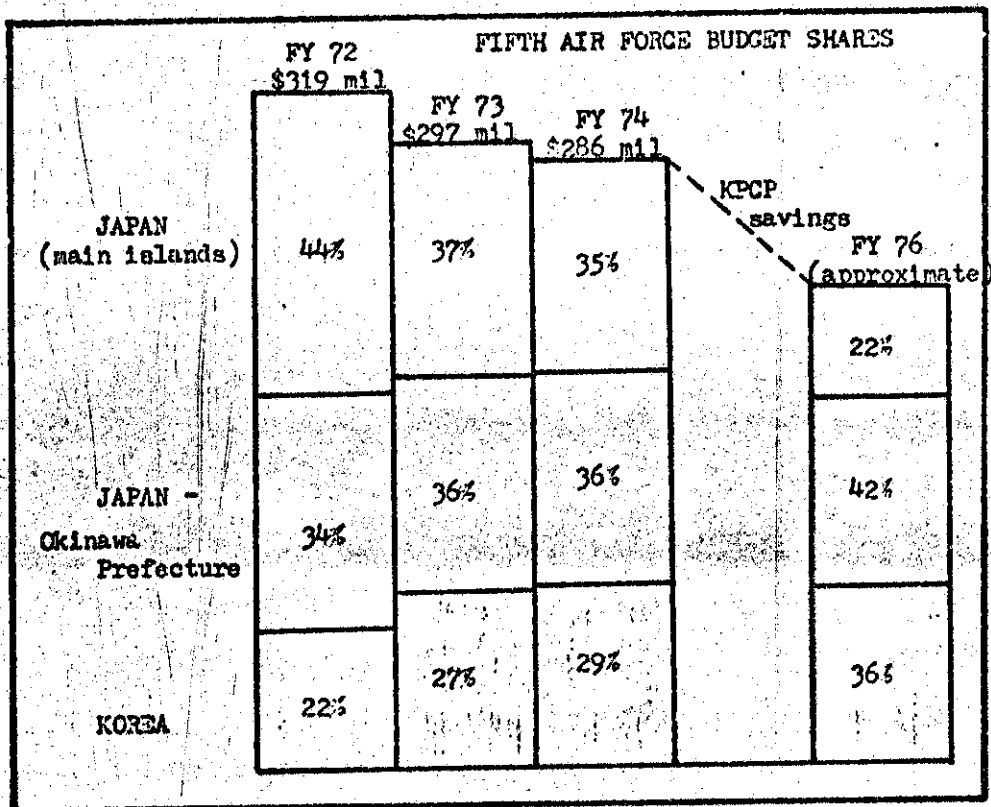 FIFTH AIR FORCE BUDGET SHARES
FY 72
$319 mil
FY 73
$297 mil
FY 74
$286 mil
KPCP
savings
FY 76
(approximate)
JAPAN
(main islands)
44%
37%
35%
22%
JAPAN -
Okinawa
Prefecture
34%
36%
36%
42%
KOREA
22%
27%
29%
36%